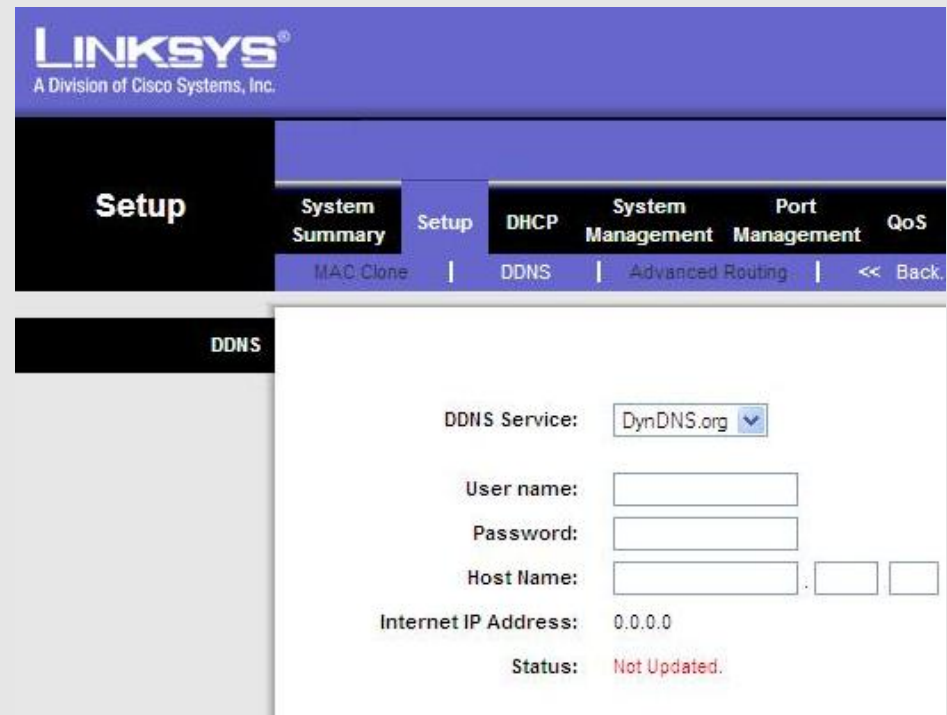 LINKSYS®
A Division of Cisco Systems, Inc.
Setup
System Summary
Setup
DHCP
System Management
Port Management
QoS
MAC Clone | DDNS | Advanced Routing | << Back.
DDNS
DDNS Service: DynDNS.org
User name:
Password:
Host Name: .
Internet IP Address: 0.0.0.0
Status: Not Updated.